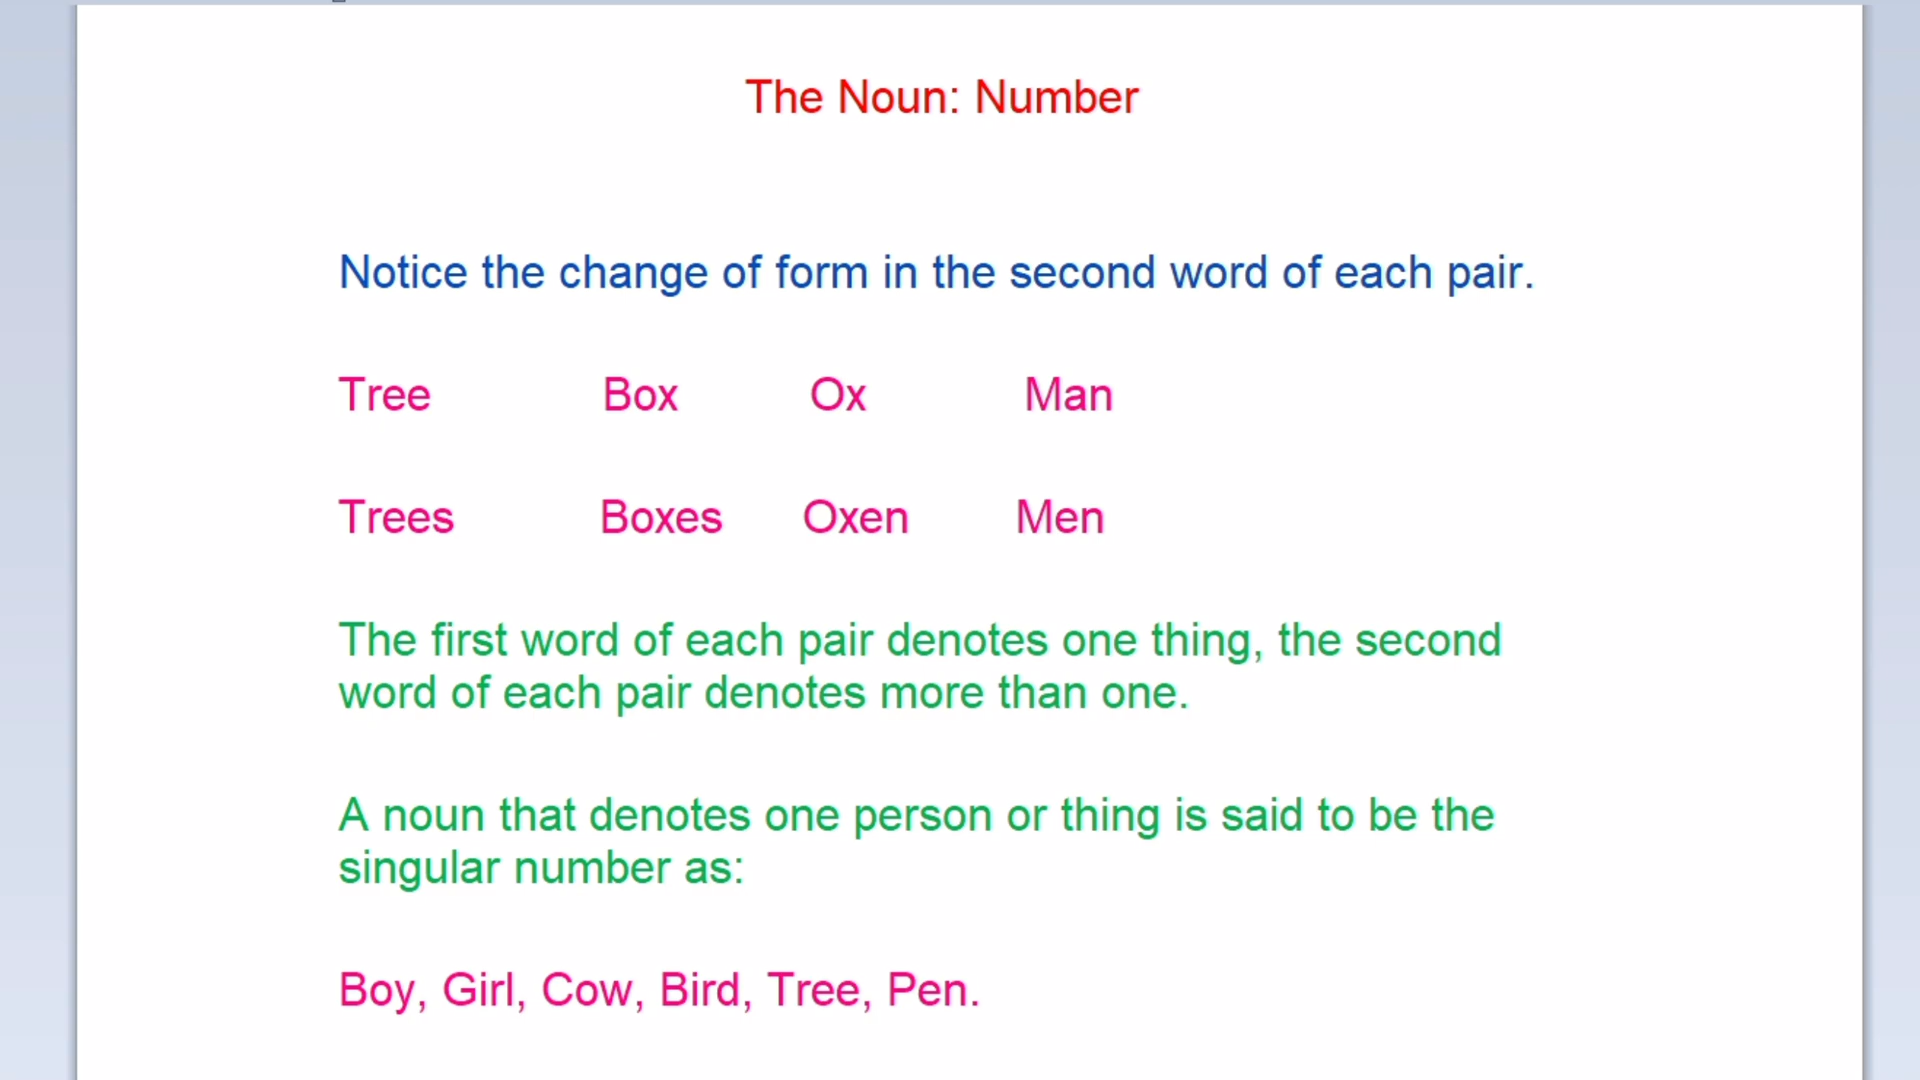 The Noun: Number
Notice the change of form in the second word of each pair.
Tree Box Ox Man
Trees Boxes Oxen Men
The first word of each pair denotes one thing, the second
word of each pair denotes more than one.
A noun that denotes one person or thing is said to be the
singular number as:
Boy, Girl, Cow, Bird, Tree, Pen.